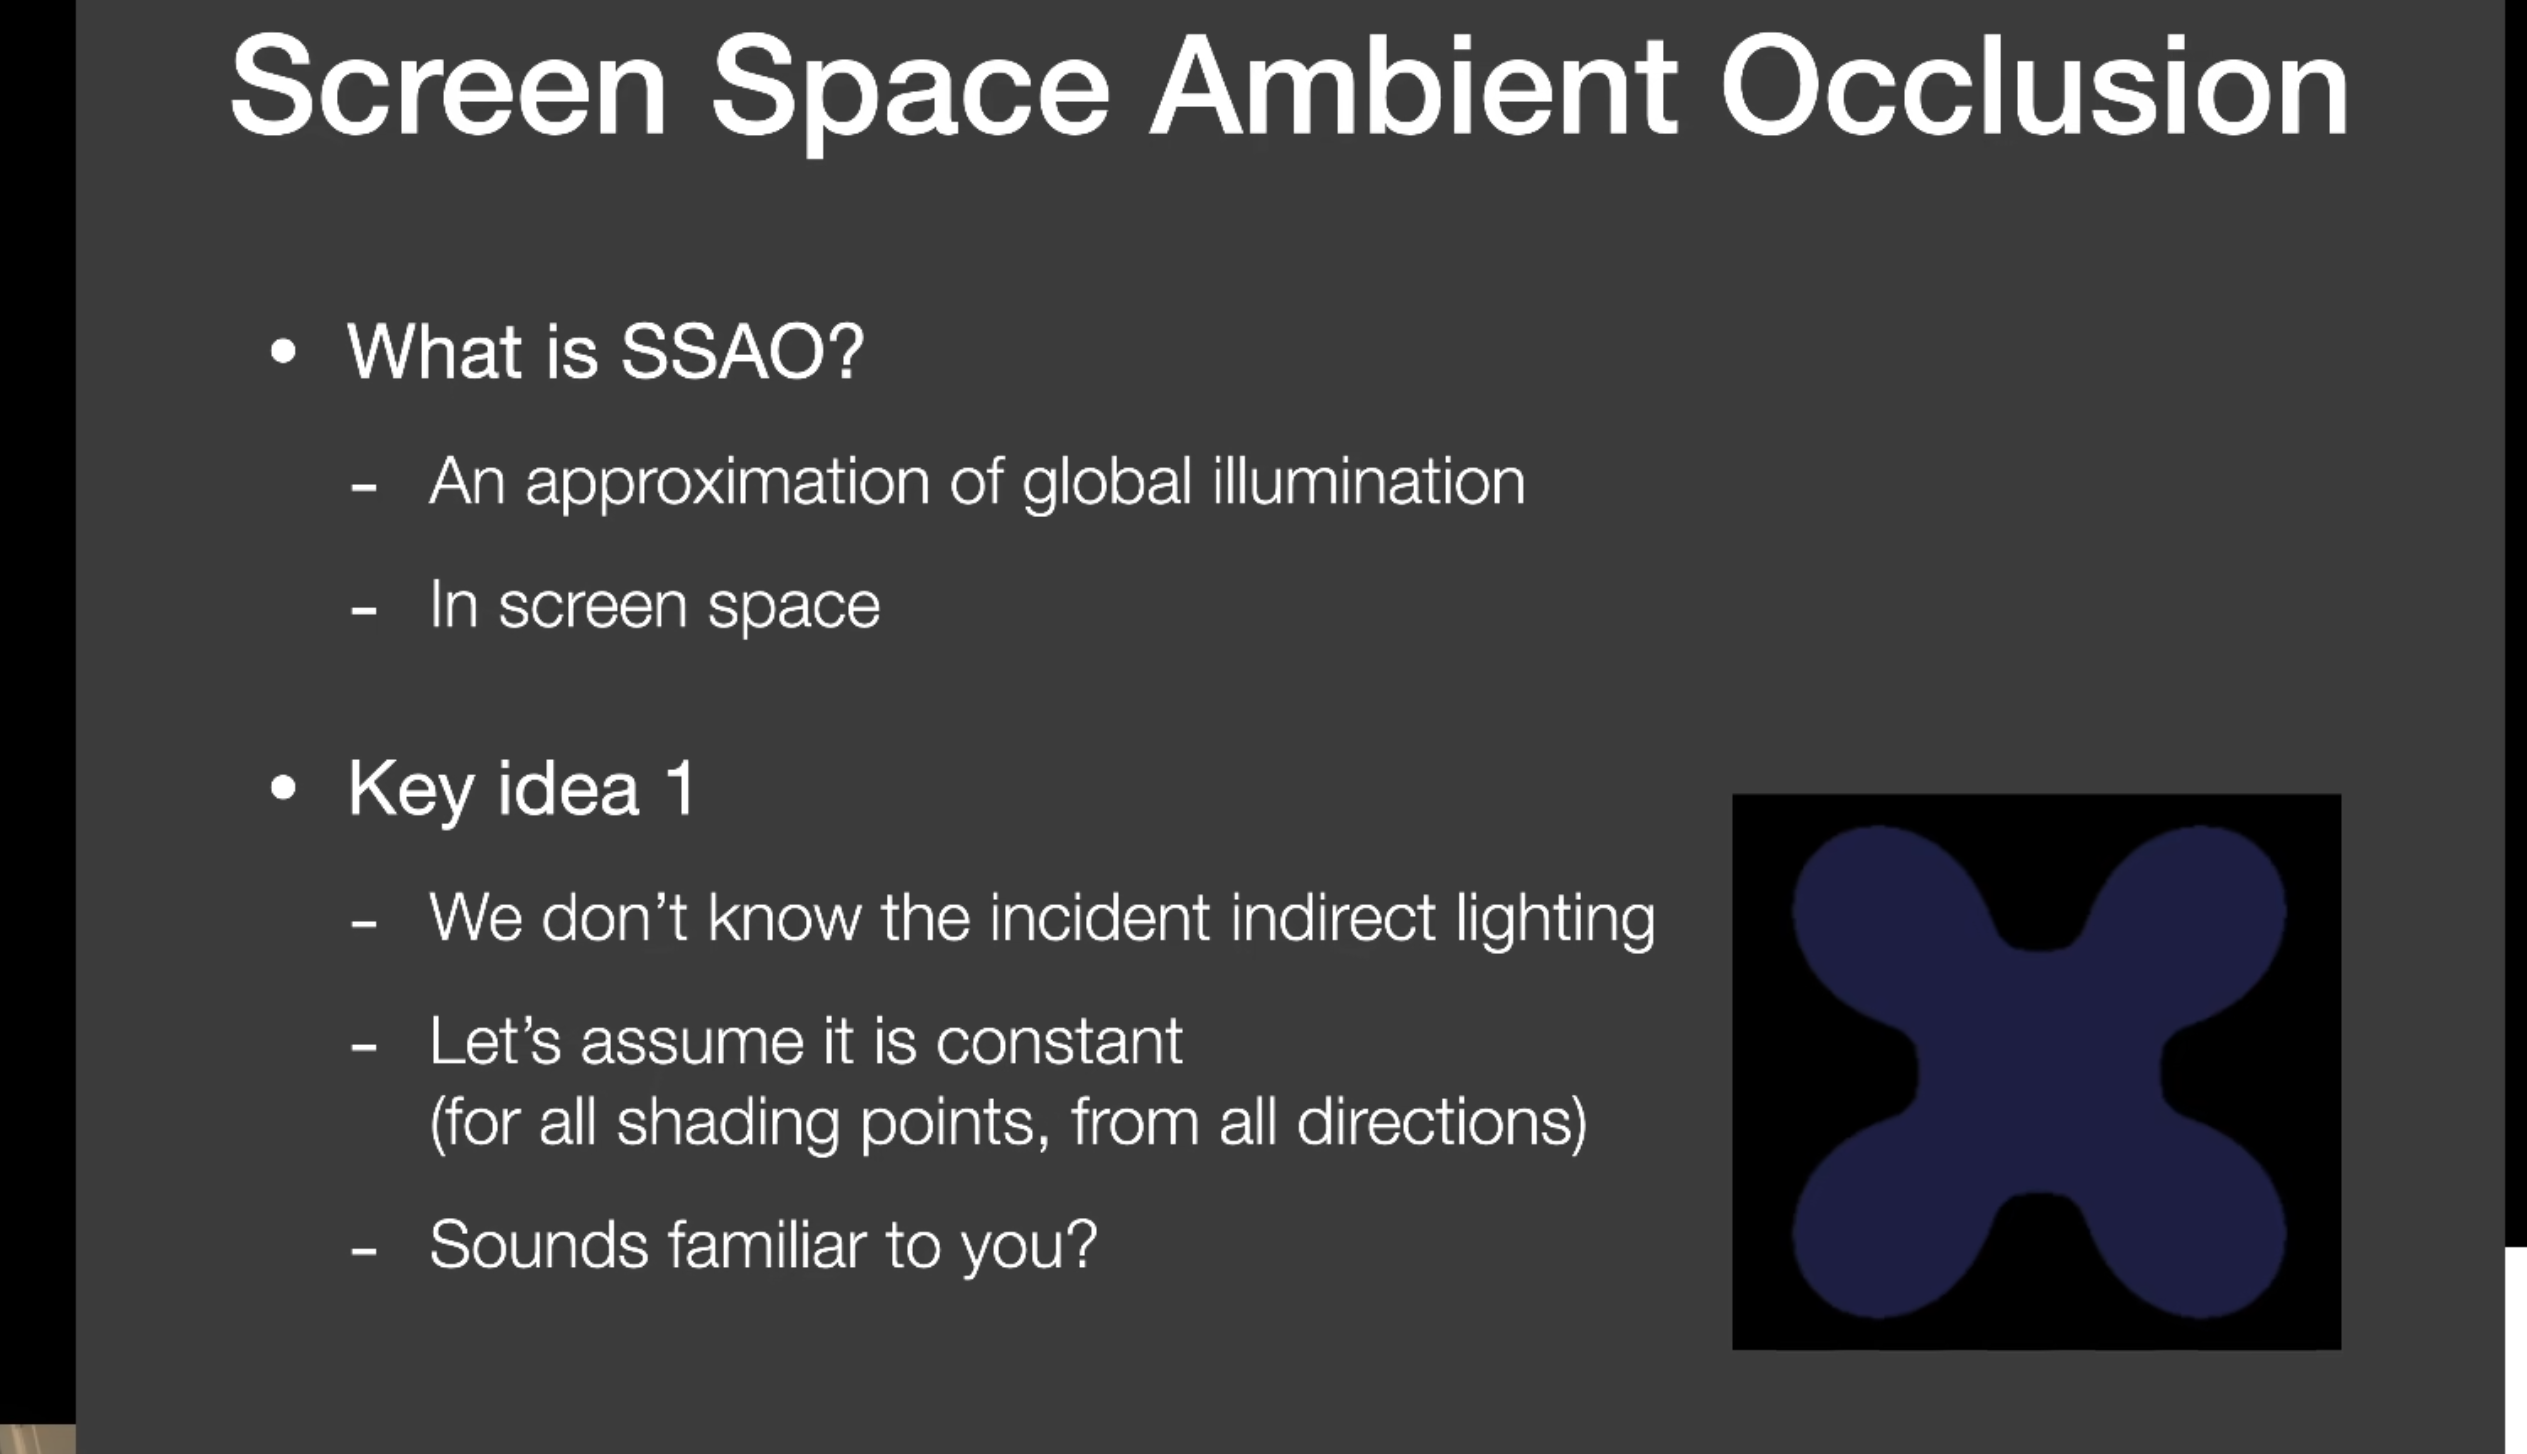 Screen Space Ambient Occlusion
• What is SSAO?
- An approximation of global illumination
- In screen space
• Key idea 1
- We don’t know the incident indirect lighting
- Let’s assume it is constant
(for all shading points, from all directions)
- Sounds familiar to you?